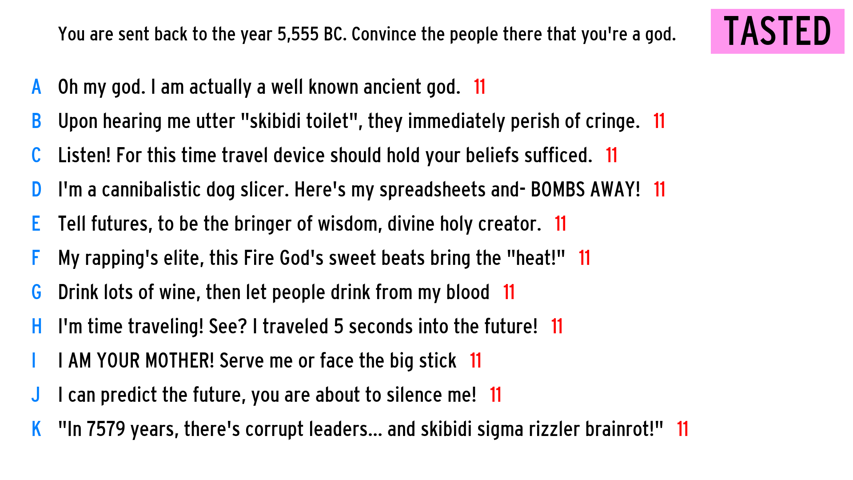 You are sent back to the year 5,555 BC. Convince the people there that you're a god.
TASTED
A Oh my god. I am actually a well known ancient god. 11
B Upon hearing me utter "skibidi toilet", they immediately perish of cringe. 11
C Listen! For this time travel device should hold your beliefs sufficed. 11
D I'm a cannibalistic dog slicer. Here's my spreadsheets and- BOMBS AWAY! 11
E Tell futures, to be the bringer of wisdom, divine holy creator. 11
F My rapping's elite, this Fire God's sweet beats bring the "heat!" 11
G Drink lots of wine, then let people drink from my blood 11
H I'm time traveling! See? I traveled 5 seconds into the future! 11
I I AM YOUR MOTHER! Serve me or face the big stick 11
J I can predict the future, you are about to silence me! 11
K "In 7579 years, there's corrupt leaders... and skibidi sigma rizzler brainrot!" 11